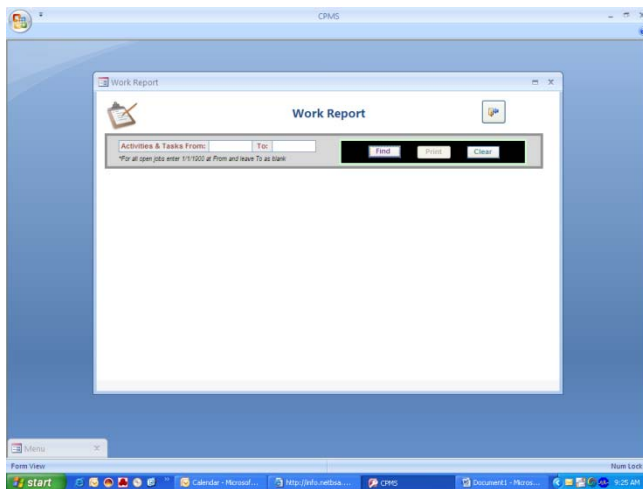 CPMS
Work Report
Work Report
Activities & Tasks From:
To:
Find
Print
Clear
*For all open jobs enter 1/1/1900 at From and leave To as blank
Menu
Form View
Num Lock
start
Calendar - Microsof...
http://info.netbsa....
CPMS
Document1 - Micros...
9:25 AM